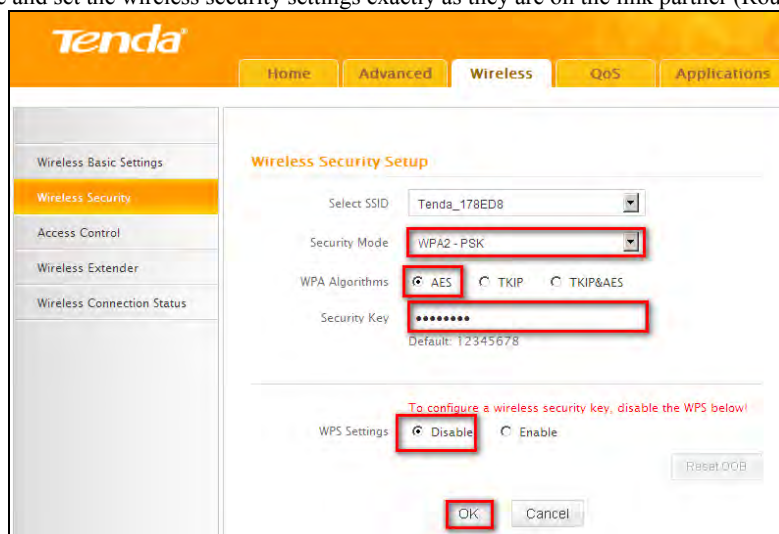 e and set the wireless security settings exactly as they are on the link partner (Rou
Tenda
Home Advanced Wireless QoS Applications
Wireless Basic Settings
Wireless Security
Access Control
Wireless Extender
Wireless Connection Status
Wireless Security Setup
Select SSID Tenda_178ED8
Security Mode WPA2 - PSK
WPA Algorithms AES TKIP TKIP&AES
Security Key ••••••••
Default: 12345678
To configure a wireless security key, disable the WPS below!
WPS Settings Disable Enable
Reset OOB
OK Cancel